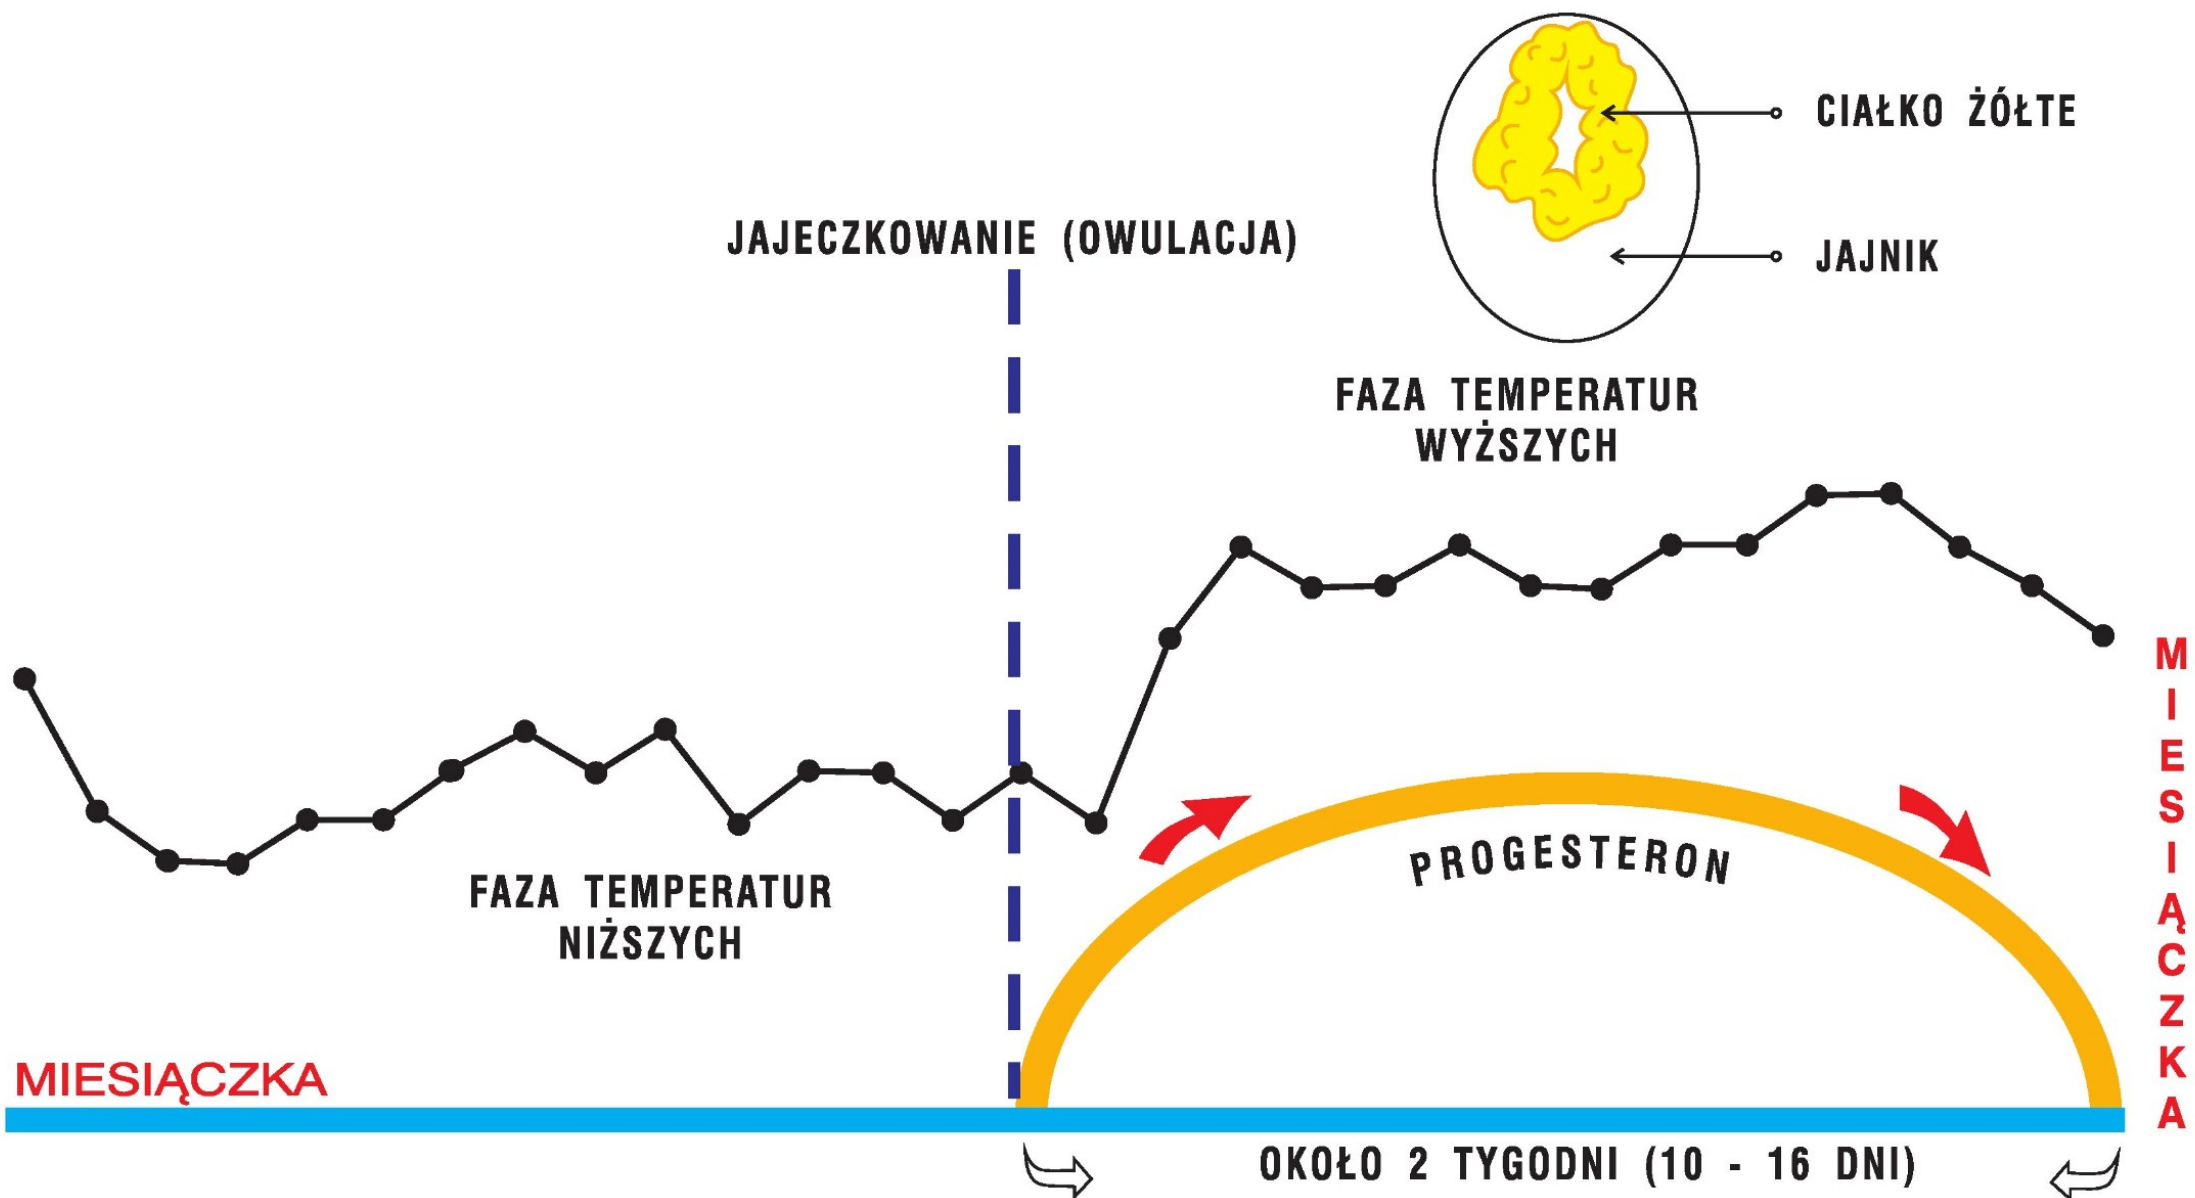 CIAŁKO ŻÓŁTE
JAJECZKOWANIE (OWULACJA)
JAJNIK
FAZA TEMPERATUR
WYŻSZYCH
FAZA TEMPERATUR
NIŻSZYCH
PROGESTERON
MIESIĄCZKA
MIESIĄCZKA
OKOŁO 2 TYGODNI (10 - 16 DNI)